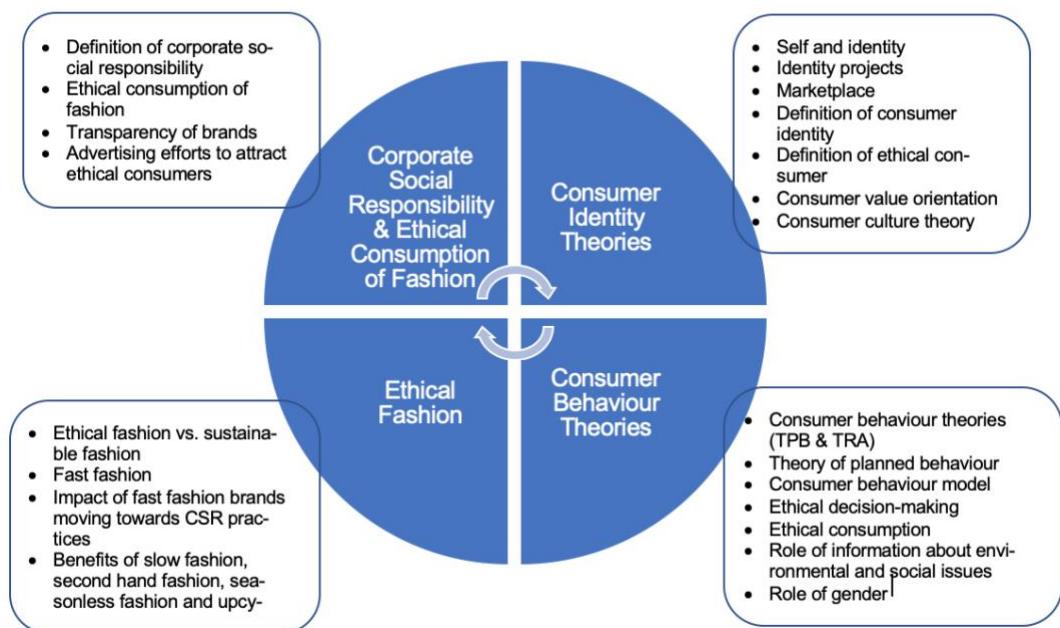 • Definition of corporate so-
cial responsibility
• Ethical consumption of
fashion
• Transparency of brands
• Advertising efforts to attract
ethical consumers
Corporate
Social
Responsibility
& Ethical
Consumption
of Fashion
Consumer
Identity
Theories
• Self and identity
• Identity projects
• Marketplace
• Definition of consumer
identity
• Definition of ethical con-
sumer
• Consumer value orientation
• Consumer culture theory
• Ethical fashion vs. sustain-
able fashion
• Fast fashion
• Impact of fast fashion brands
moving towards CSR prac-
tices
• Benefits of slow fashion,
second hand fashion, sea-
sonless fashion and upcy-
Ethical
Fashion
Consumer
Behaviour
Theories
• Consumer behaviour theories
(TPB & TRA)
• Theory of planned behaviour
• Consumer behaviour model
• Ethical decision-making
• Ethical consumption
• Role of information about envi-
ronmental and social issues
• Role of gender